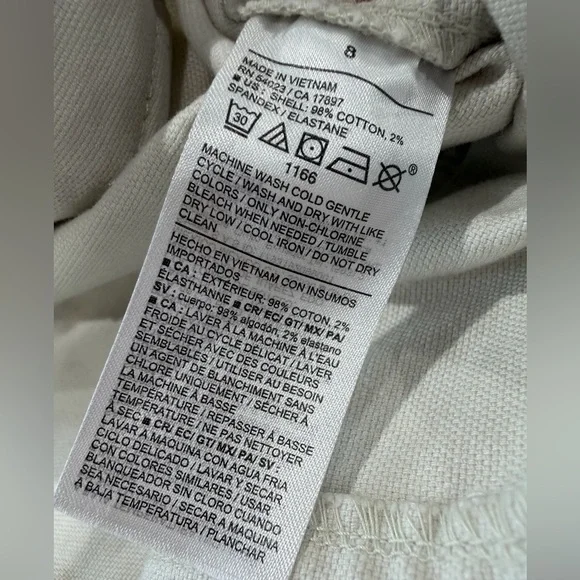 8
MADE IN VIETNAM
RN 54023 / CA 17897
■ US : SHELL: 98% COTTON, 2%
SPANDEX / ELASTANE
30
®
1166
MACHINE WASH COLD GENTLE
CYCLE / WASH AND DRY WITH LIKE
COLORS / ONLY NON-CHLORINE
BLEACH WHEN NEEDED / TUMBLE
DRY LOW / COOL IRON / DO NOT DRY
CLEAN
HECHO EN VIETNAM CON INSUMOS
IMPORTADOS
■ CA : EXTÉRIEUR: 98% COTON, 2%
ÉLASTHANNE ■ CR/ EC/ GT/ MX/ PA/
SV : cuerpo: 98% algodón, 2% elastano
■ CA : LAVER À LA MACHINE À L'EAU
FROIDE AU CYCLE DÉLICAT / LAVER
ET SÉCHER AVEC DES COULEURS
SEMBLABLES / UTILISER AU BESOIN
UN AGENT DE BLANCHIMENT SANS
CHLORE UNIQUEMENT / SÉCHER À
LA MACHINE À BASSE
TEMPÉRATURE / REPASSER À BASSE
TEMPÉRATURE / NE PAS NETTOYER
À SEC ■ CR/ EC/ GT/ MX/ PA/ SV :
LAVAR A MAQUINA CON AGUA FRIA
CICLO DELICADO / LAVAR Y SECAR
CON COLORES SIMILARES / USAR
BLANQUEADOR SIN CLORO CUANDO
SEA NECESARIO / SECAR A MAQUINA
A BAJA TEMPERATURA / PLANCHAR